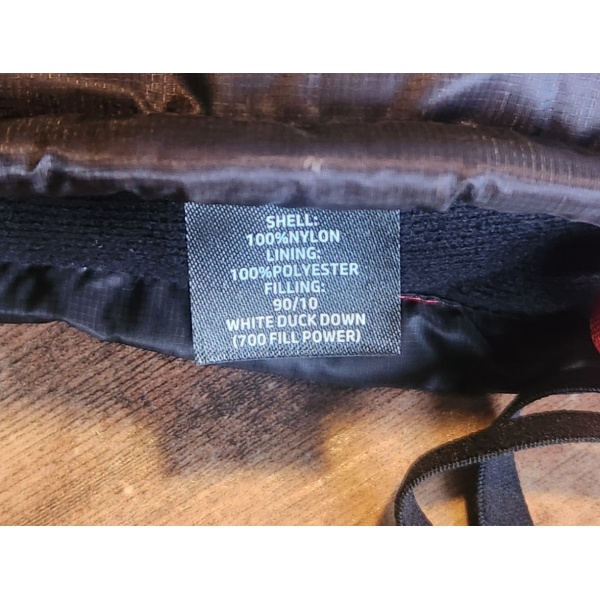 SHELL:
100%NYLON
LINING:
100%POLYESTER
FILLING:
90/10
WHITE DUCK DOWN
(700 FILL POWER)